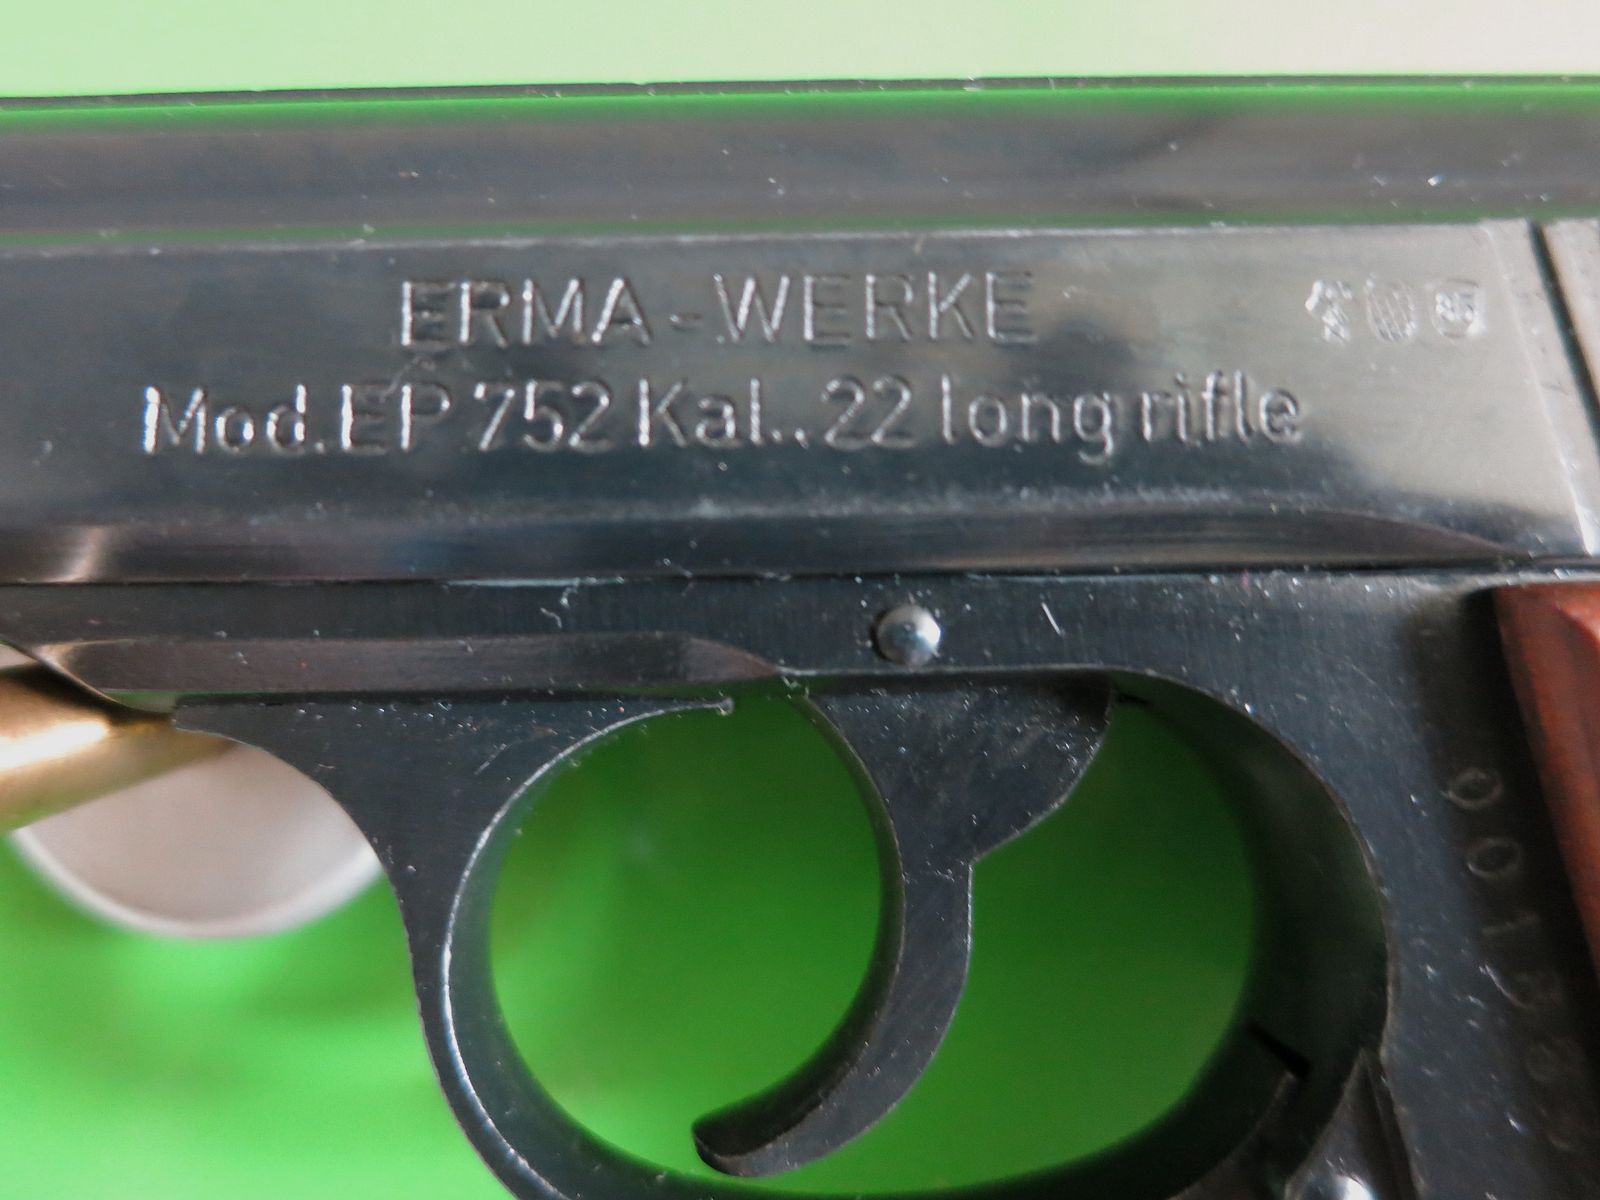 ERMA-WERKE
Mod. EP 752 Kal. .22 long rifle